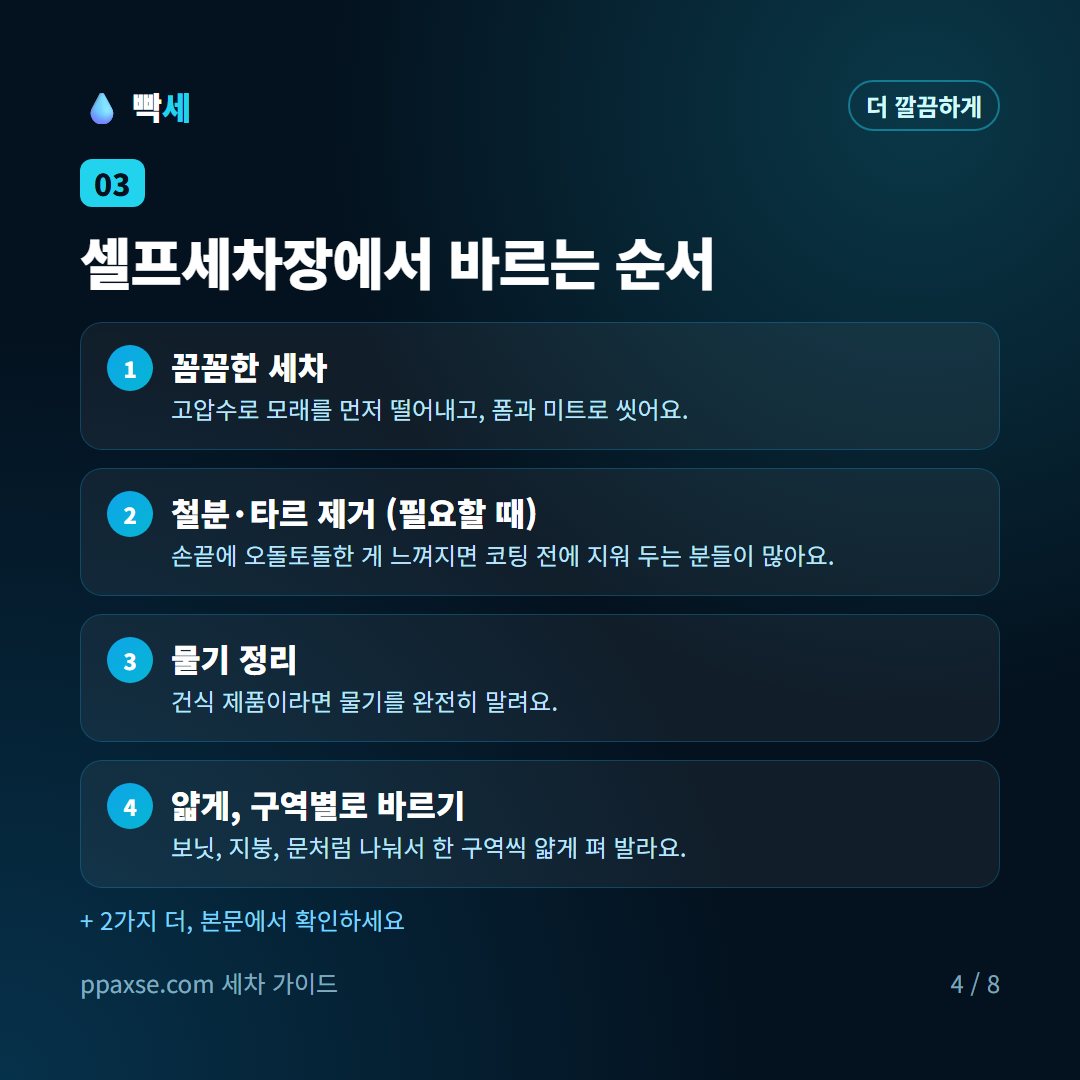 빡세
더 깔끔하게
03
셀프세차장에서 바르는 순서
1 꼼꼼한 세차
고압수로 모래를 먼저 떨어내고, 폼과 미트로 씻어요.
2 철분·타르 제거 (필요할 때)
손끝에 오돌토돌한 게 느껴지면 코팅 전에 지워 두는 분들이 많아요.
3 물기 정리
건식 제품이라면 물기를 완전히 말려요.
4 얇게, 구역별로 바르기
보닛, 지붕, 문처럼 나눠서 한 구역씩 얇게 펴 발라요.
+ 2가지 더, 본문에서 확인하세요
ppaxse.com 세차 가이드
4 / 8